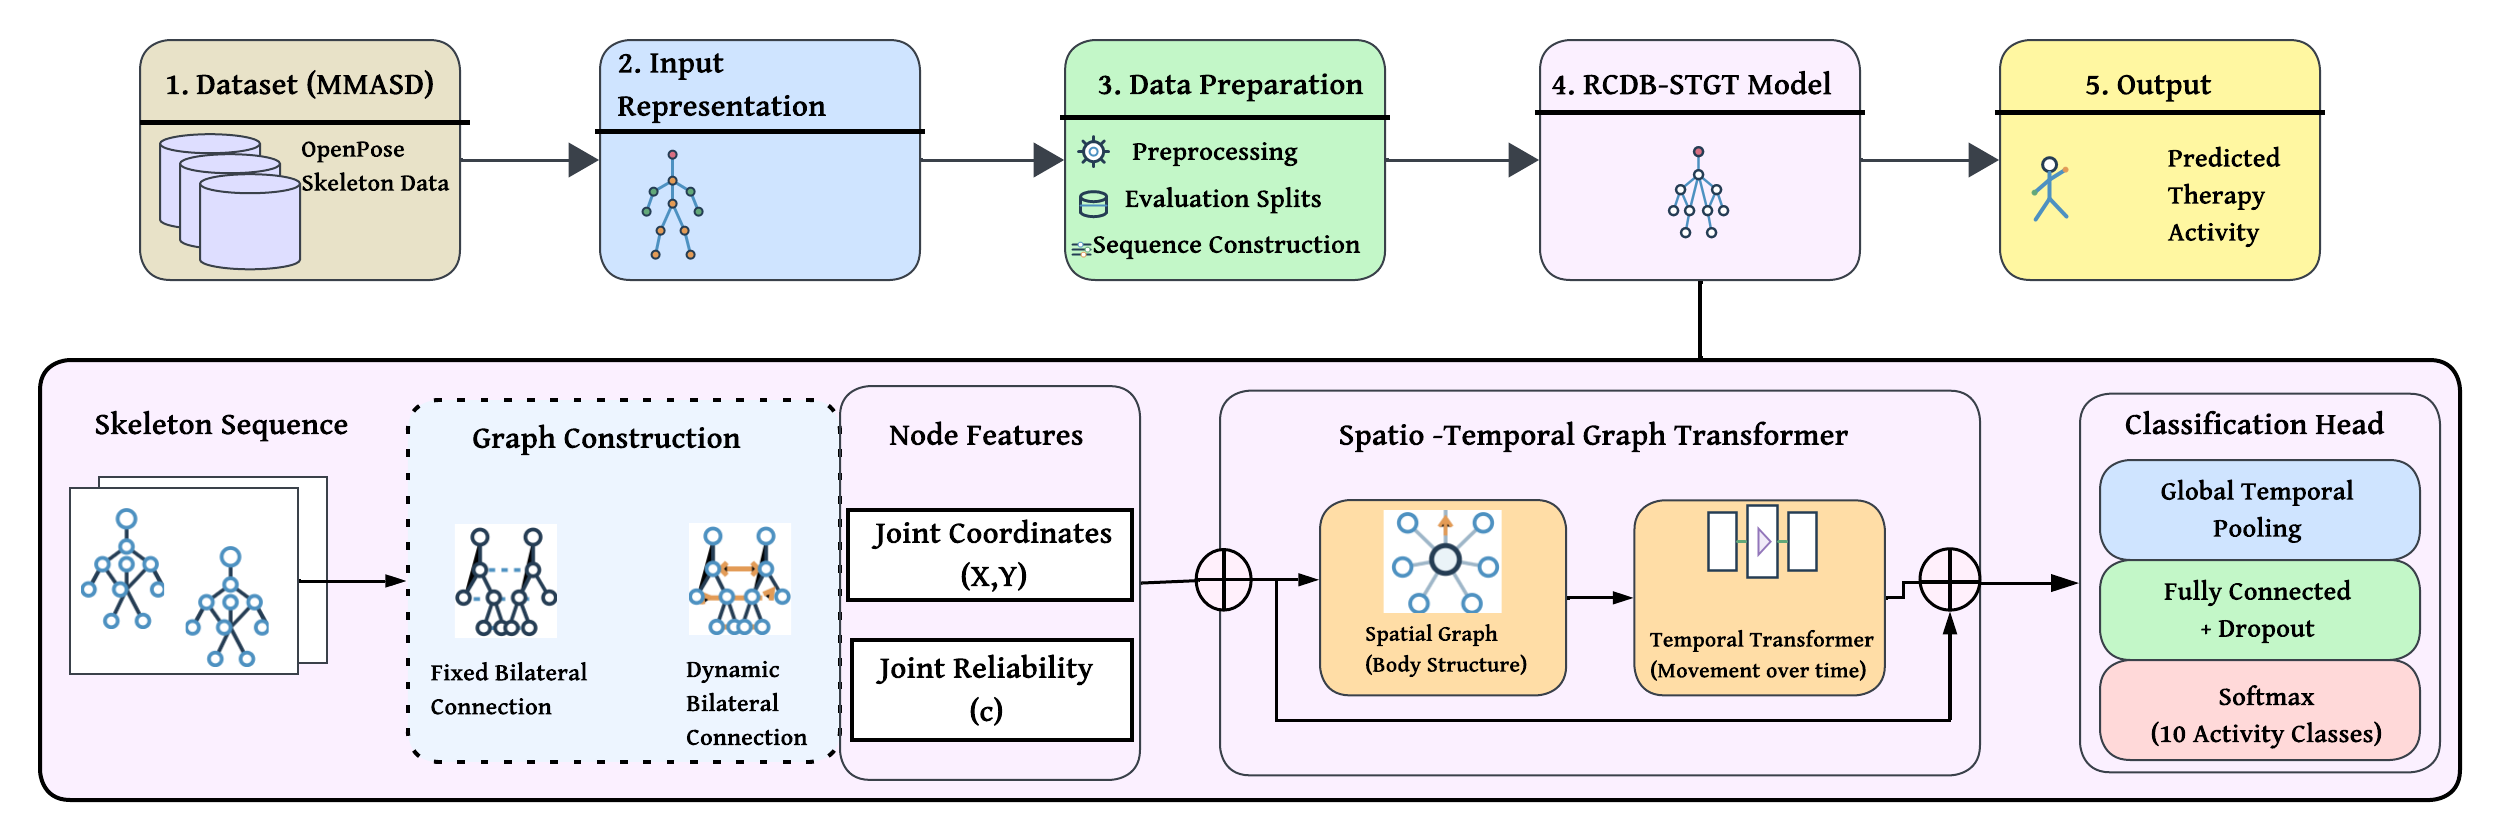 1. Dataset (MMASD)
OpenPose
Skeleton Data
2. Input
Representation
3. Data Preparation
Preprocessing
Evaluation Splits
Sequence Construction
4. RCDB-STGT Model
5. Output
Predicted
Therapy
Activity
Skeleton Sequence
Graph Construction
Fixed Bilateral
Connection
Dynamic
Bilateral
Connection
Node Features
Joint Coordinates
(X,Y)
Joint Reliability
(c)
Spatio -Temporal Graph Transformer
Spatial Graph
(Body Structure)
Temporal Transformer
(Movement over time)
Classification Head
Global Temporal
Pooling
Fully Connected
+ Dropout
Softmax
(10 Activity Classes)